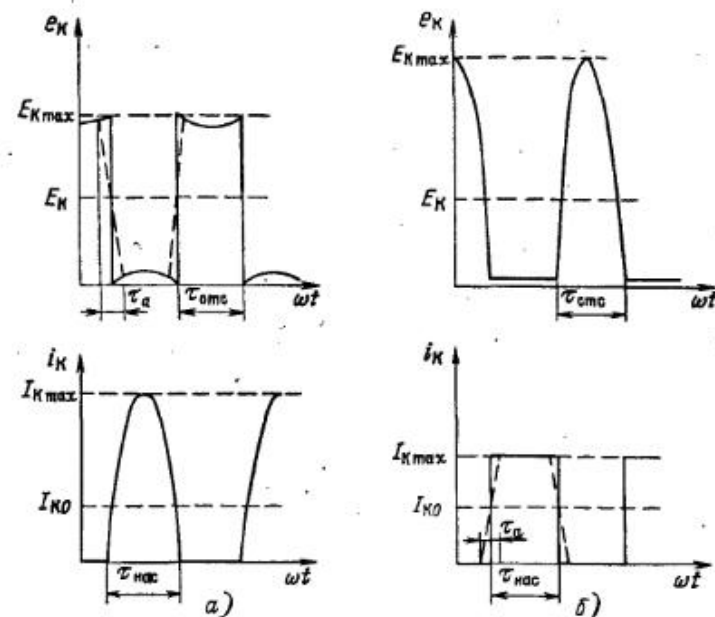 eк
Eк max
Eк
τа
τотс
ωt
iк
Iк max
Iк0
τнас
ωt
а)
eк
Eк max
Eк
τотс
ωt
iк
Iк max
Iк0
τа
τнас
ωt
б)